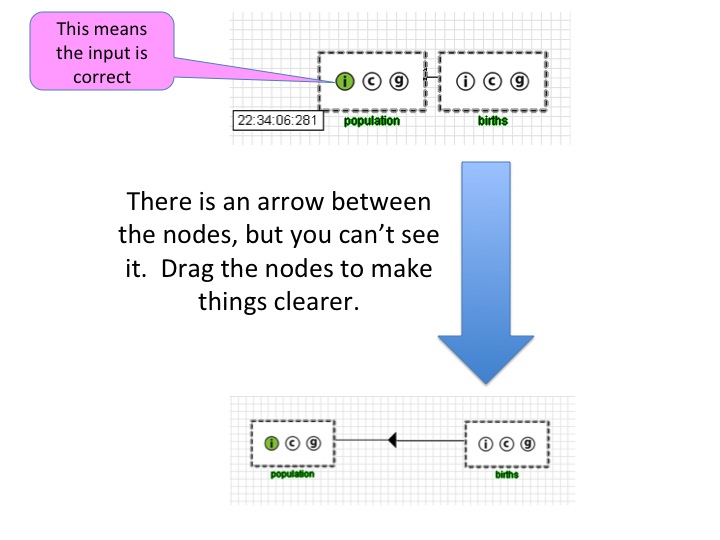 This means
the input is
correct
i c g
i c g
22:34:06:281
population
births
There is an arrow between
the nodes, but you can’t see
it.  Drag the nodes to make
things clearer.
i c g
i c g
population
births